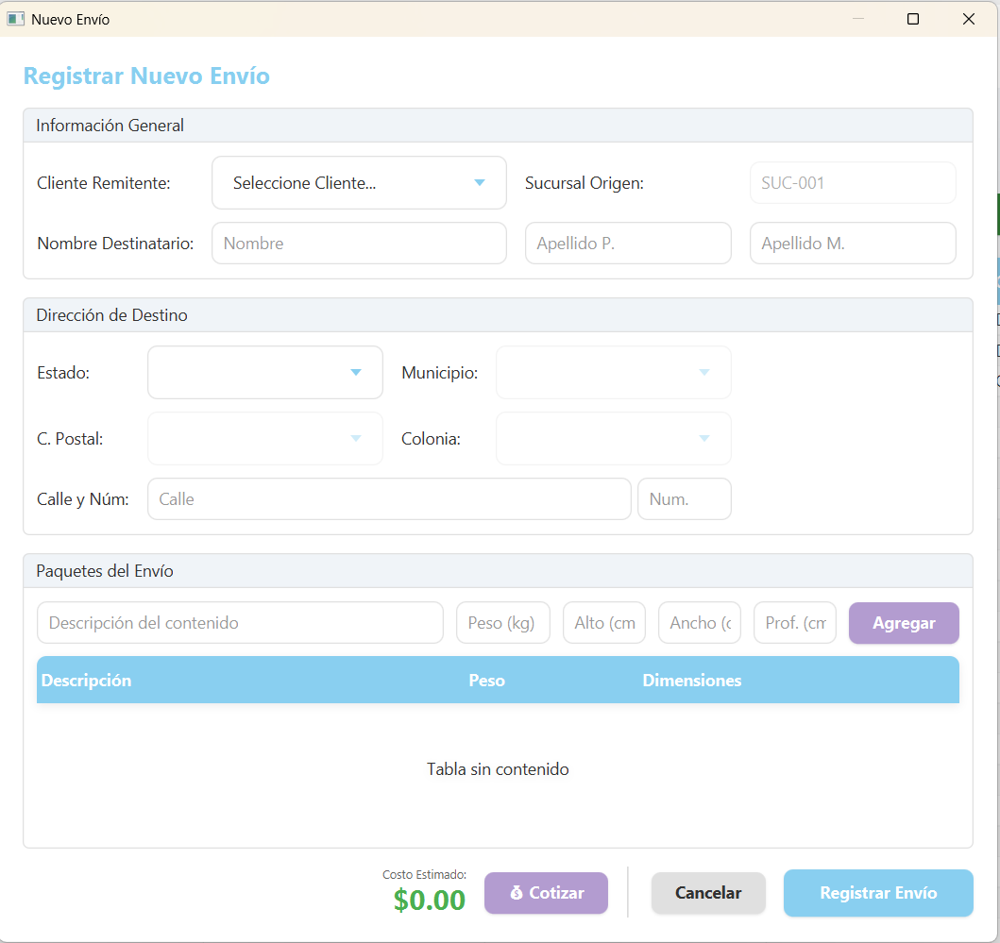 Nuevo Envío
Registrar Nuevo Envío
Información General
Cliente Remitente: Seleccione Cliente... Sucursal Origen: SUC-001
Nombre Destinatario: Nombre Apellido P. Apellido M.
Dirección de Destino
Estado: Municipio:
C. Postal: Colonia:
Calle y Núm: Calle Num.
Paquetes del Envío
Descripción del contenido Peso (kg) Alto (cm Ancho (c Prof. (cm Agregar
Descripción Peso Dimensiones
Tabla sin contenido
Costo Estimado:
$0.00 Cotizar Cancelar Registrar Envío